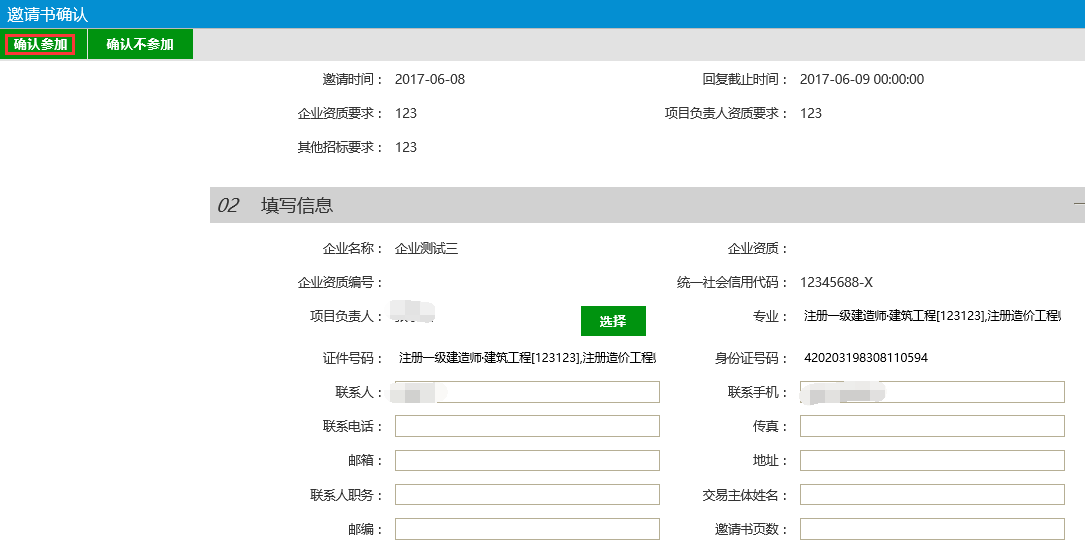 邀请书确认
确认参加 确认不参加
邀请时间： 2017-06-08 回复截止时间： 2017-06-09 00:00:00
企业资质要求： 123 项目负责人资质要求： 123
其他招标要求： 123
02 填写信息
企业名称： 企业测试三 企业资质：
企业资质编号： 统一社会信用代码： 12345688-X
项目负责人： 选择 专业： 注册一级建造师·建筑工程[123123],注册造价工程
证件号码： 注册一级建造师·建筑工程[123123],注册造价工程 身份证号码： 420203198308110594
联系人： 联系手机：
联系电话： 传真：
邮箱： 地址：
联系人职务： 交易主体姓名：
邮编： 邀请书页数：